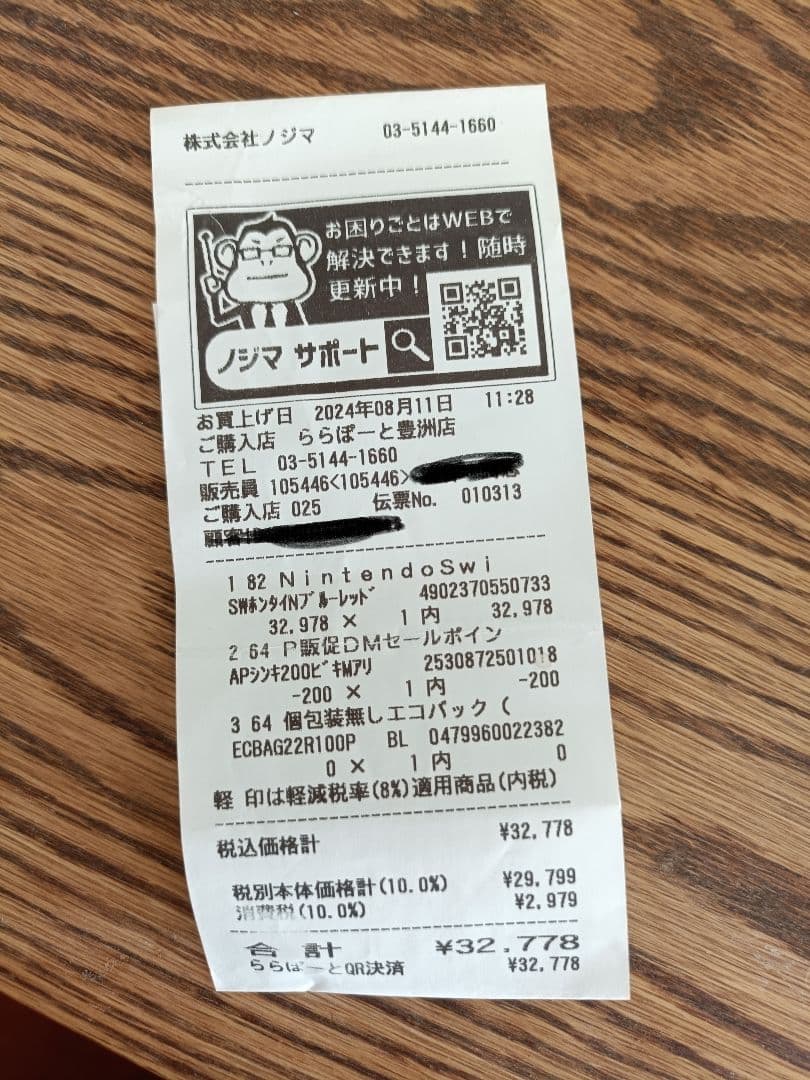 株式会社ノジマ 03-5144-1660
お困りごとはWEBで
解決できます！随時
更新中！
ノジマ サポート
お買上げ日 2024年08月11日 11:28
ご購入店 ららぽーと豊洲店
TEL 03-5144-1660
販売員 105446<105446>
ご購入店 025 伝票No. 010313
顧客
1 82 NintendoSwi
SWﾎﾝﾀｲNﾌﾞﾙｰﾚｯﾄﾞ 4902370550733
32,978 × 1 内 32,978
2 64 P販促DMセールポイン
APｼﾝｷ200ﾋﾞｷMアリ 2530872501018
-200 × 1 内 -200
3 64 個包装無しエコバック (
ECBAG22R100P BL 0479960022382
0 × 1 内 0
軽 印は軽減税率(8%)適用商品(内税)
税込価格計 ¥32,778
税別本体価格計(10.0%) ¥29,799
消費税(10.0%) ¥2,979
合 計 ¥32,778
ららぽーとQR決済 ¥32,778